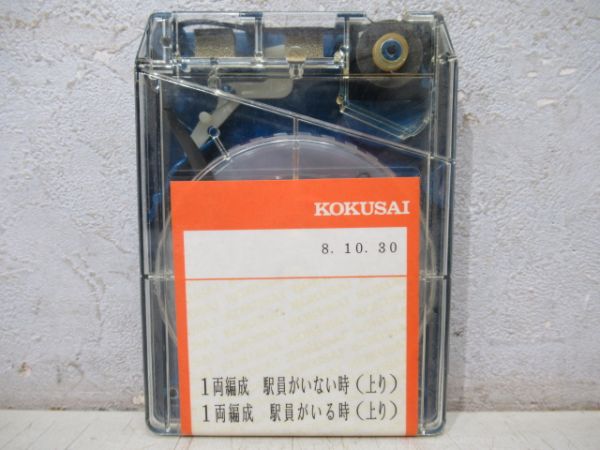 KOKUSAI
8. 10. 30
KOKUSAI
1両編成 駅員がいない時(上り)
1両編成 駅員がいる時(上り)